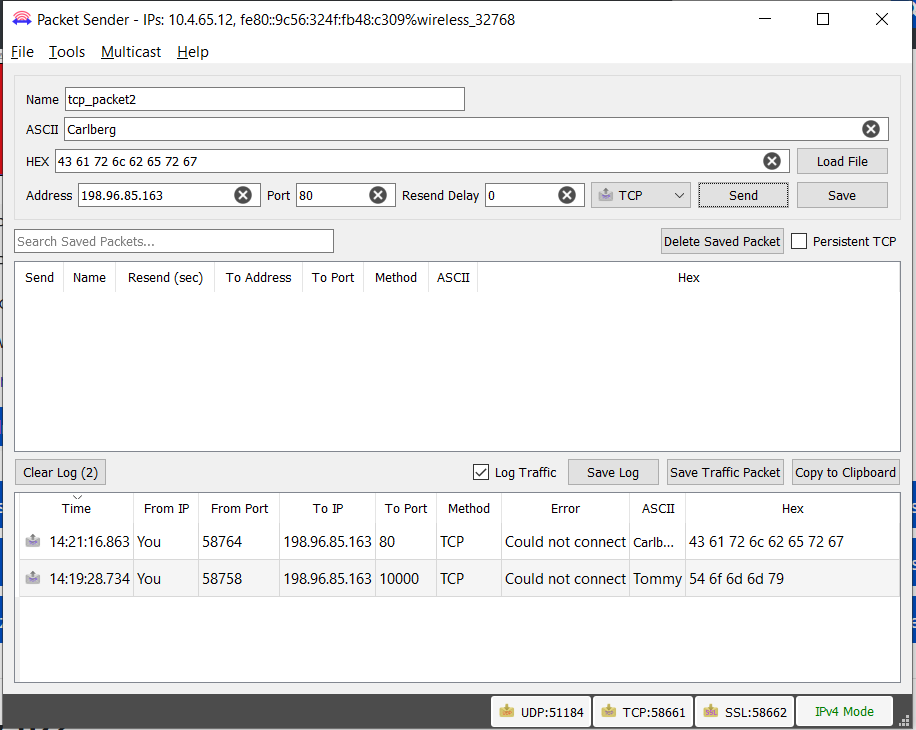 Packet Sender - IPs: 10.4.65.12, fe80::9c56:324f:fb48:c309%wireless_32768
File Tools Multicast Help
Name tcp_packet2
ASCII Carlberg
HEX 43 61 72 6c 62 65 72 67 Load File
Address 198.96.85.163 Port 80 Resend Delay 0 TCP Send Save
Search Saved Packets... Delete Saved Packet Persistent TCP
Send Name Resend (sec) To Address To Port Method ASCII Hex
Clear Log (2) Log Traffic Save Log Save Traffic Packet Copy to Clipboard
Time From IP From Port To IP To Port Method Error ASCII Hex
14:21:16.863 You 58764 198.96.85.163 80 TCP Could not connect Carlb... 43 61 72 6c 62 65 72 67
14:19:28.734 You 58758 198.96.85.163 10000 TCP Could not connect Tommy 54 6f 6d 6d 79
UDP:51184 TCP:58661 SSL:58662 IPv4 Mode